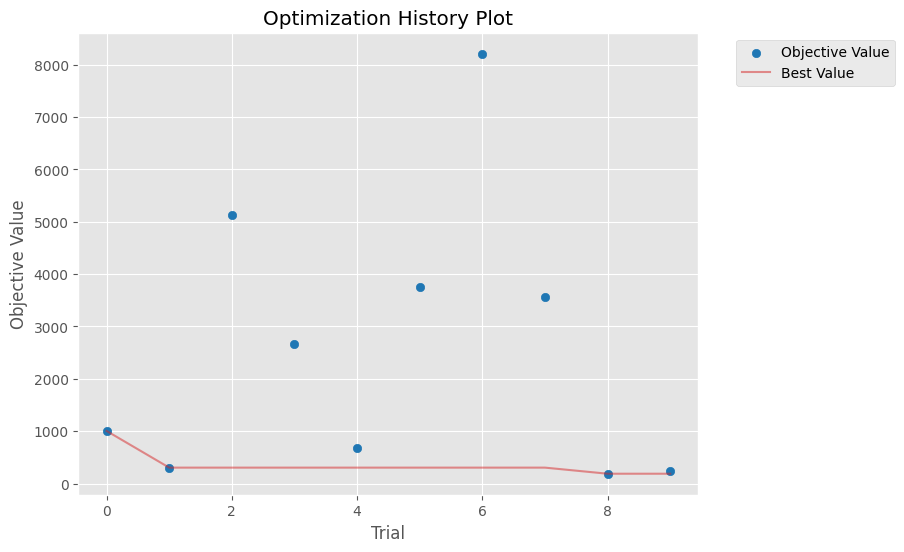 Optimization History Plot
Objective Value
Best Value
8000
7000
6000
5000
4000
3000
2000
1000
0
Objective Value
0 2 4 6 8
Trial